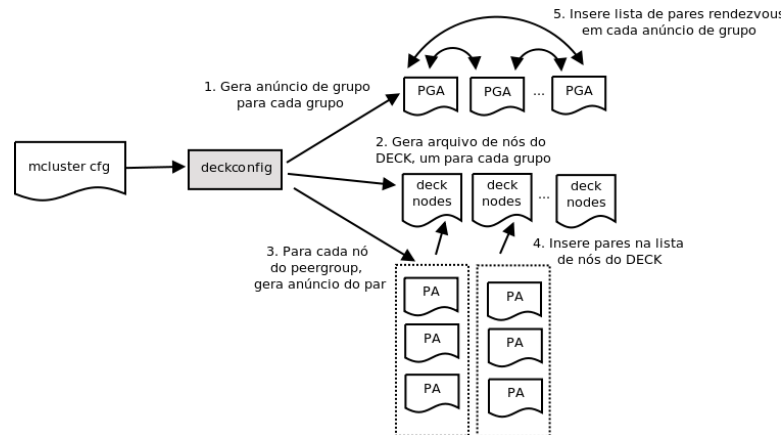 5. Insere lista de pares rendezvous
em cada anúncio de grupo
1. Gera anúncio de grupo
para cada grupo
PGA
PGA
...
PGA
2. Gera arquivo de nós do
DECK, um para cada grupo
mcluster cfg
deckconfig
deck
nodes
deck
nodes
...
deck
nodes
3. Para cada nó
do peergroup,
gera anúncio do par
4. Insere pares na lista
de nós do DECK
PA
PA
PA
PA
PA
PA